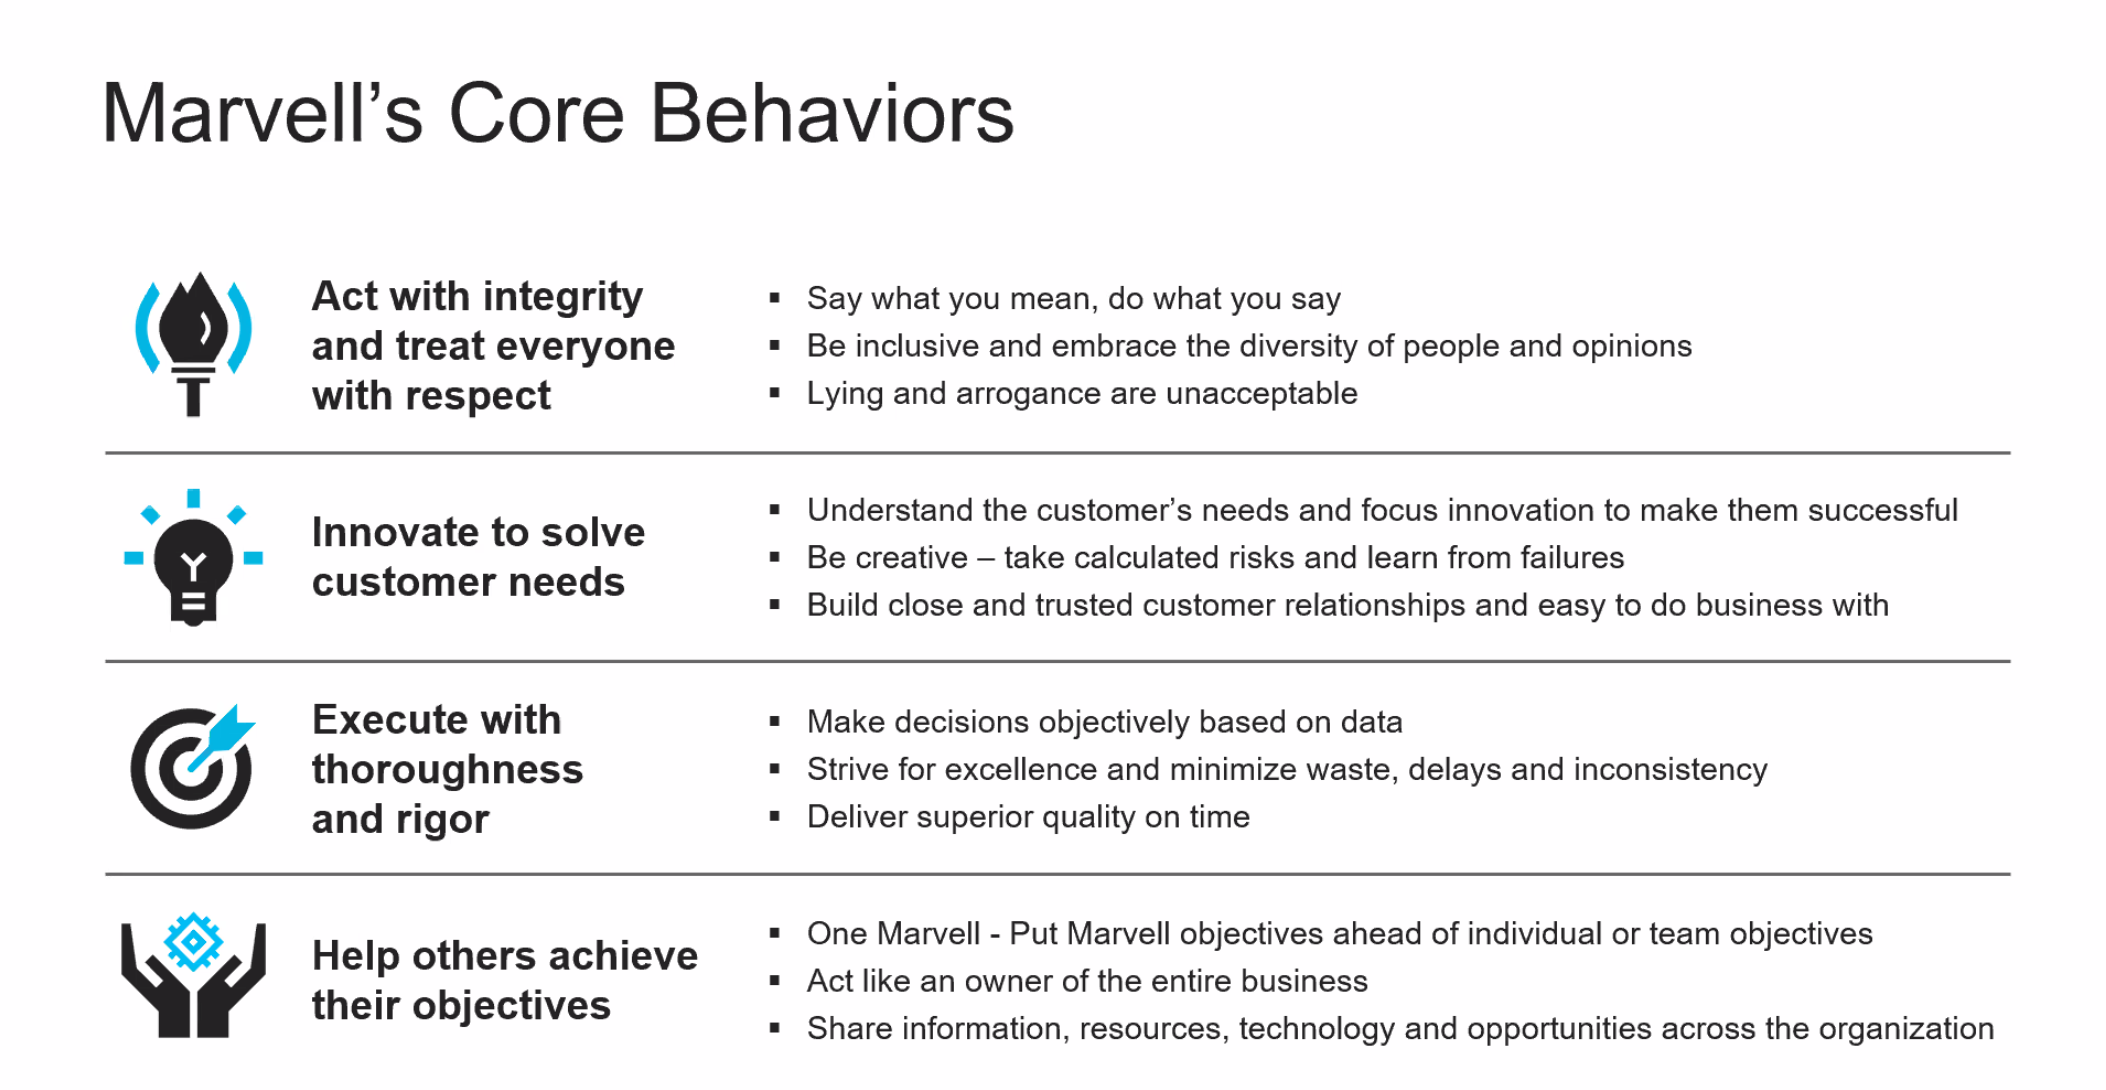 Marvell’s Core Behaviors
Act with integrity
and treat everyone
with respect
▪ Say what you mean, do what you say
▪ Be inclusive and embrace the diversity of people and opinions
▪ Lying and arrogance are unacceptable
Innovate to solve
customer needs
▪ Understand the customer’s needs and focus innovation to make them successful
▪ Be creative – take calculated risks and learn from failures
▪ Build close and trusted customer relationships and easy to do business with
Execute with
thoroughness
and rigor
▪ Make decisions objectively based on data
▪ Strive for excellence and minimize waste, delays and inconsistency
▪ Deliver superior quality on time
Help others achieve
their objectives
▪ One Marvell - Put Marvell objectives ahead of individual or team objectives
▪ Act like an owner of the entire business
▪ Share information, resources, technology and opportunities across the organization